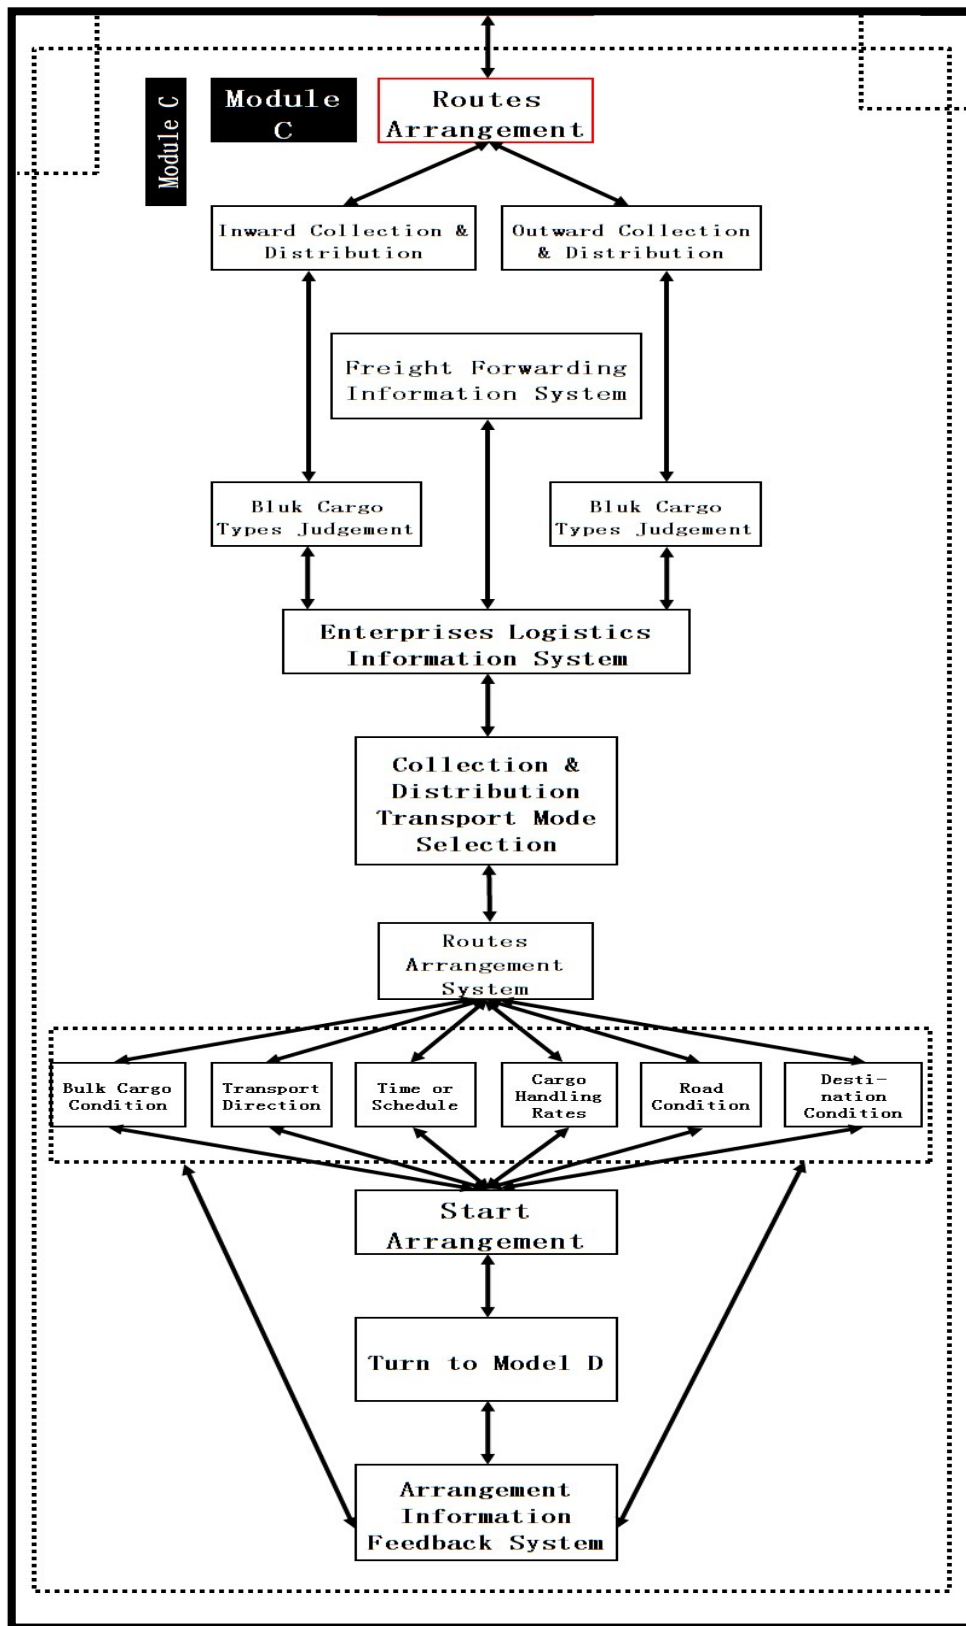 Module C
Module
C
Routes
Arrangement
Inward Collection &
Distribution
Outward Collection
& Distribution
Freight Forwarding
Information System
Bluk Cargo
Types Judgement
Bluk Cargo
Types Judgement
Enterprises Logistics
Information System
Collection &
Distribution
Transport Mode
Selection
Routes
Arrangement
System
Bulk Cargo
Condition
Transport
Direction
Time or
Schedule
Cargo
Handling
Rates
Road
Condition
Desti-
nation
Condition
Start
Arrangement
Turn to Model D
Arrangement
Information
Feedback System